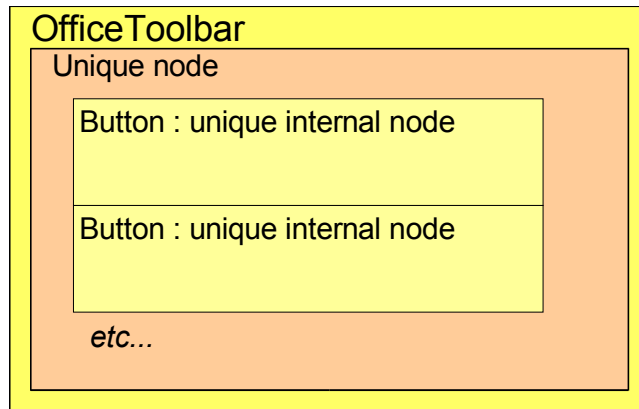 OfficeToolbar
Unique node
Button : unique internal node
Button : unique internal node
etc...